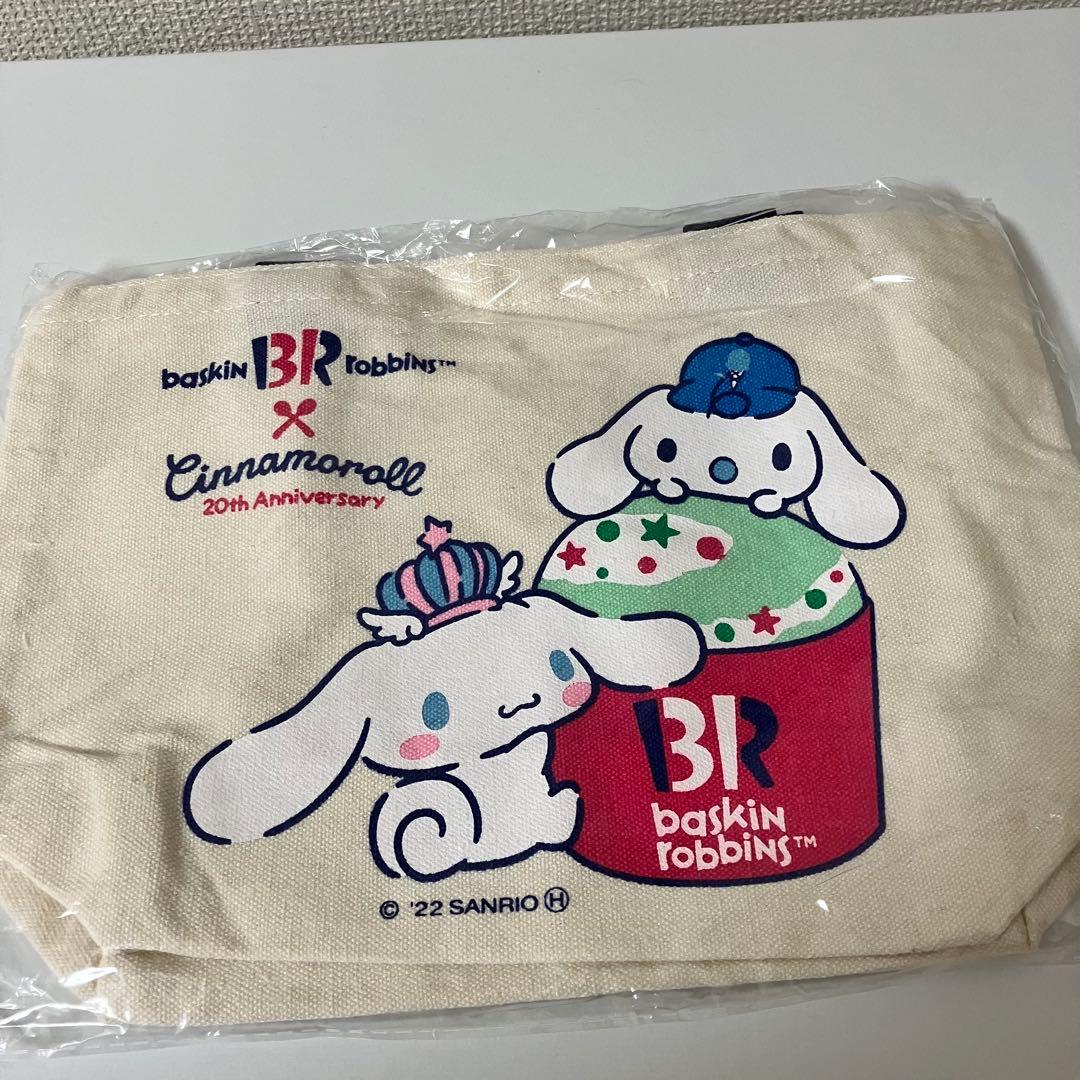 baskin BR robbins™
×
Cinnamoroll
20th Anniversary
BR
baskin
robbins™
© '22 SANRIO Ⓗ